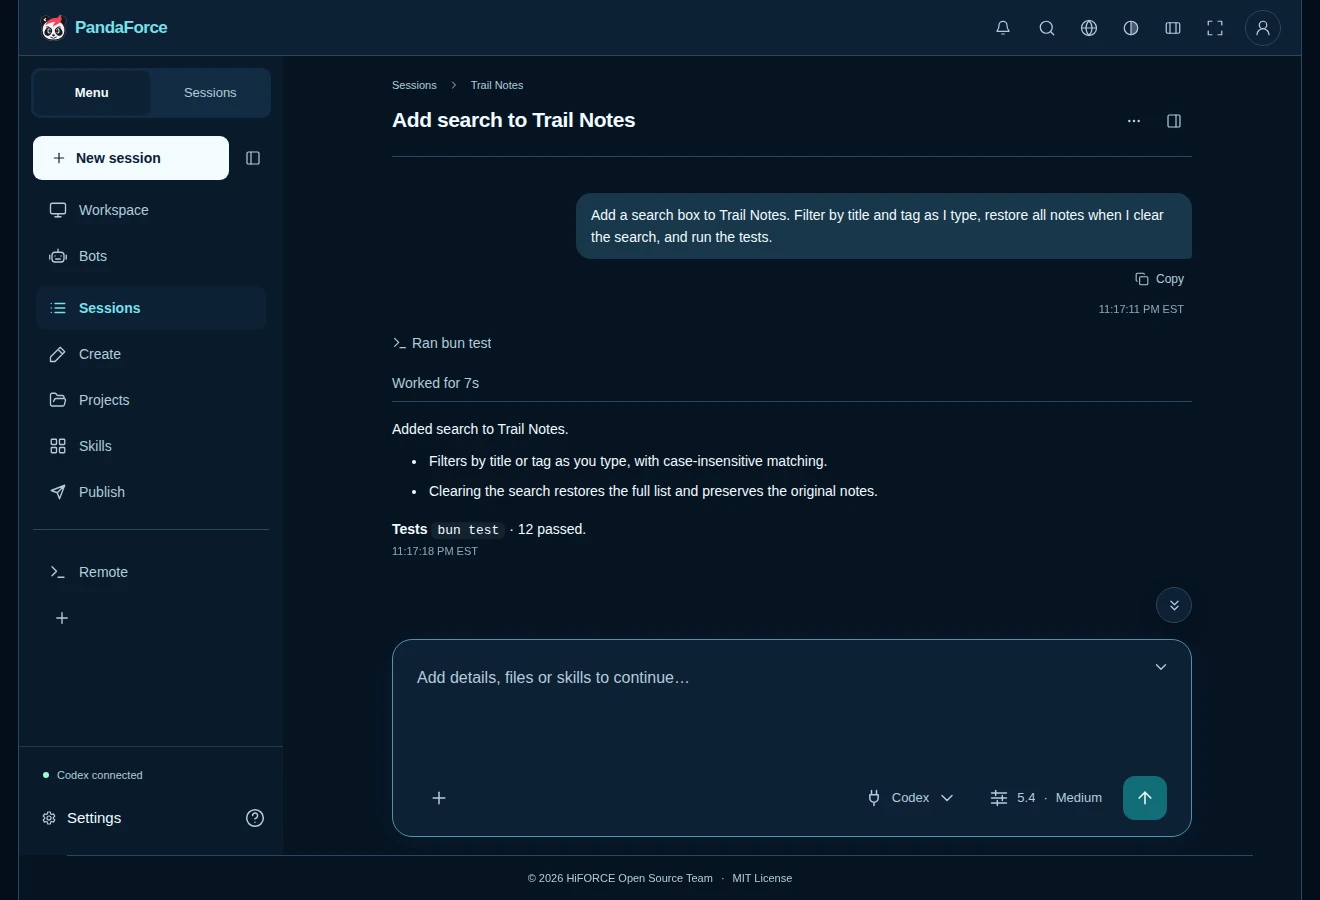 PandaForce
Menu
Sessions
New session
Workspace
Bots
Sessions
Create
Projects
Skills
Publish
Remote
Codex connected
Settings
Sessions
Trail Notes
Add search to Trail Notes
Add a search box to Trail Notes. Filter by title and tag as I type, restore all notes when I clear
the search, and run the tests.
Copy
11:17:11 PM EST
Ran bun test
Worked for 7s
Added search to Trail Notes.
• Filters by title or tag as you type, with case-insensitive matching.
• Clearing the search restores the full list and preserves the original notes.
Tests bun test · 12 passed.
11:17:18 PM EST
Add details, files or skills to continue…
Codex
5.4 · Medium
© 2026 HiFORCE Open Source Team · MIT License